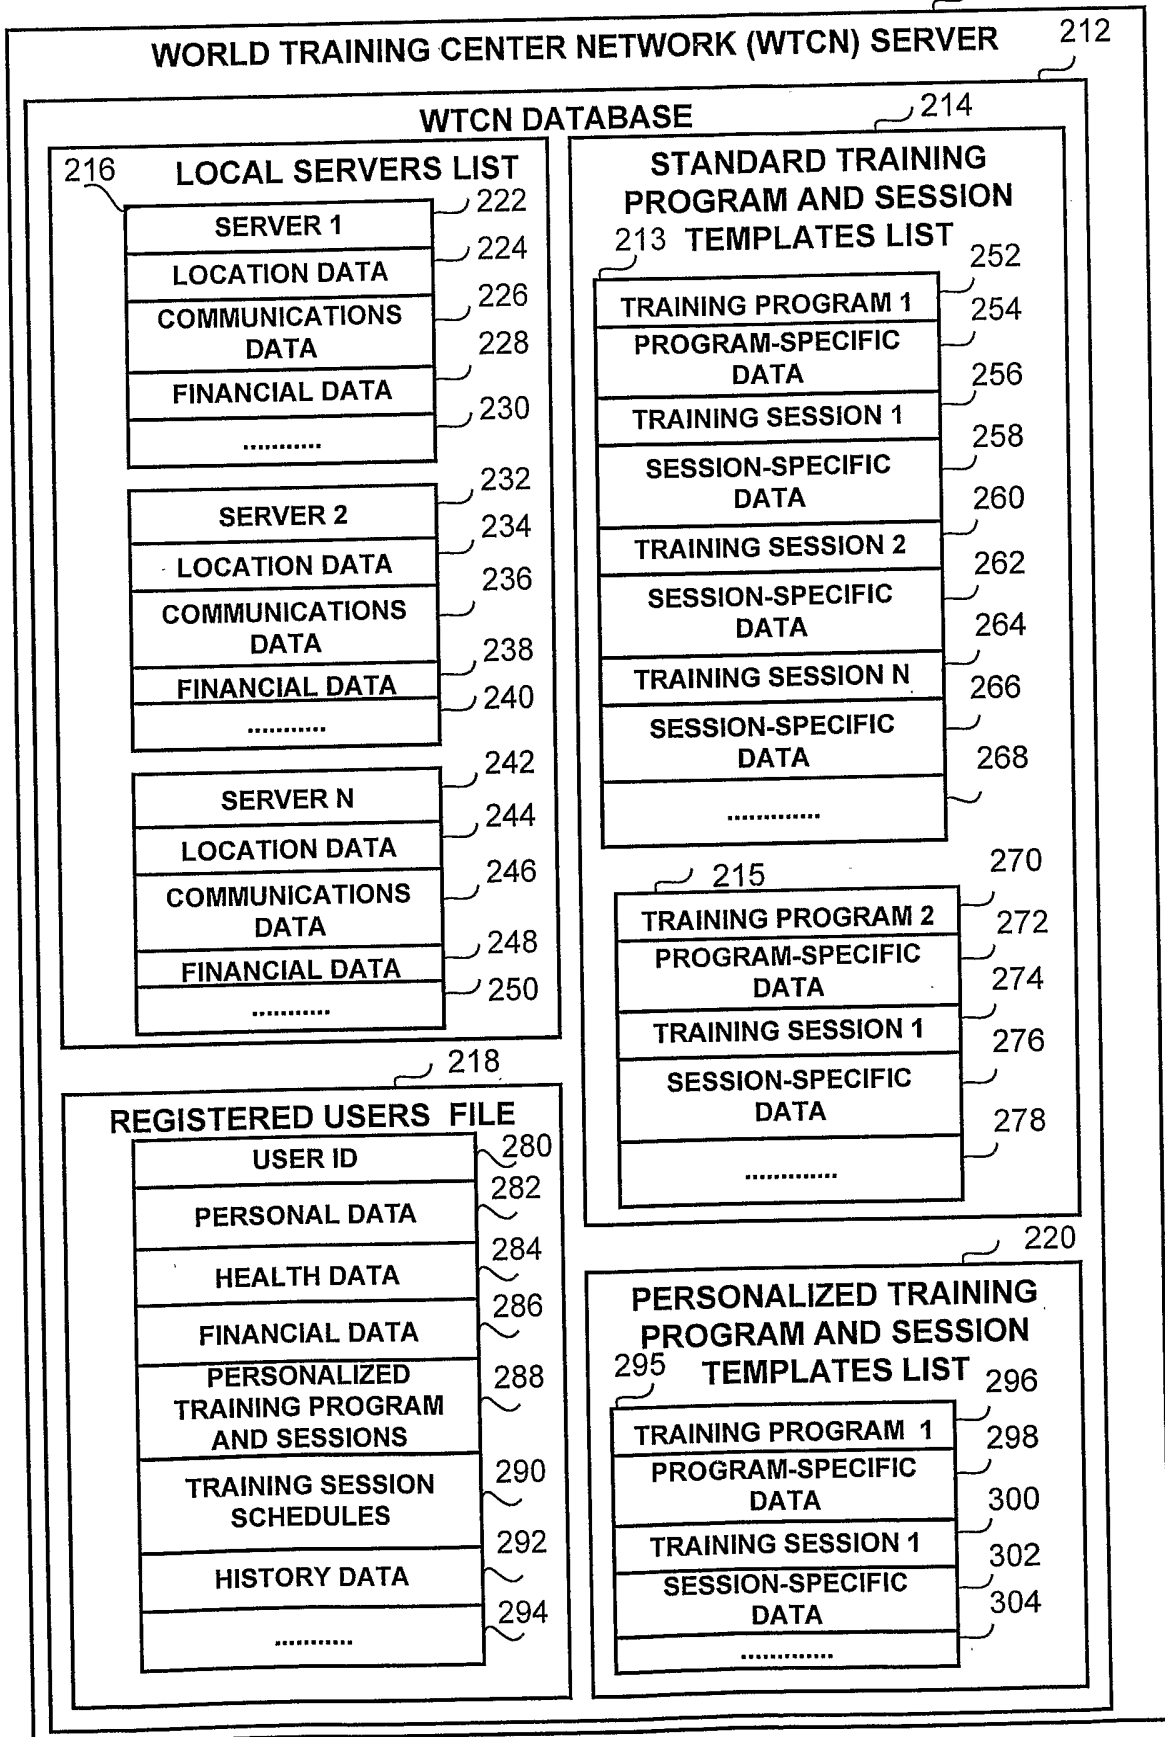 WORLD TRAINING CENTER NETWORK (WTCN) SERVER
212
WTCN DATABASE
216
LOCAL SERVERS LIST
SERVER 1
222
LOCATION DATA
224
COMMUNICATIONS
DATA
226
FINANCIAL DATA
228
...........
230
SERVER 2
232
LOCATION DATA
234
COMMUNICATIONS
DATA
236
FINANCIAL DATA
238
...........
240
SERVER N
242
LOCATION DATA
244
COMMUNICATIONS
DATA
246
FINANCIAL DATA
248
...........
250
214
STANDARD TRAINING
PROGRAM AND SESSION
TEMPLATES LIST
213
TRAINING PROGRAM 1
252
PROGRAM-SPECIFIC
DATA
254
TRAINING SESSION 1
256
SESSION-SPECIFIC
DATA
258
TRAINING SESSION 2
260
SESSION-SPECIFIC
DATA
262
TRAINING SESSION N
264
SESSION-SPECIFIC
DATA
266
.............
268
215
TRAINING PROGRAM 2
270
PROGRAM-SPECIFIC
DATA
272
TRAINING SESSION 1
274
SESSION-SPECIFIC
DATA
276
.............
278
218
REGISTERED USERS FILE
USER ID
280
PERSONAL DATA
282
HEALTH DATA
284
FINANCIAL DATA
286
PERSONALIZED
TRAINING PROGRAM
AND SESSIONS
288
TRAINING SESSION
SCHEDULES
290
HISTORY DATA
292
...........
294
220
PERSONALIZED TRAINING
PROGRAM AND SESSION
TEMPLATES LIST
295
TRAINING PROGRAM 1
296
PROGRAM-SPECIFIC
DATA
298
TRAINING SESSION 1
300
SESSION-SPECIFIC
DATA
302
.............
304